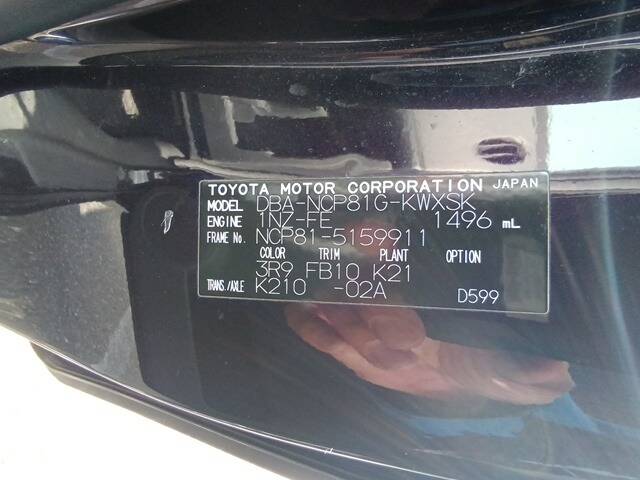 TOYOTA MOTOR CORPORATION JAPAN
MODEL DBA-NCP81G-KWXSK
ENGINE 1NZ-FE 1496 mL
FRAME No. NCP81-5159911
COLOR TRIM PLANT OPTION
3R9 FB10 K21
TRANS./AXLE K210 -02A
D599